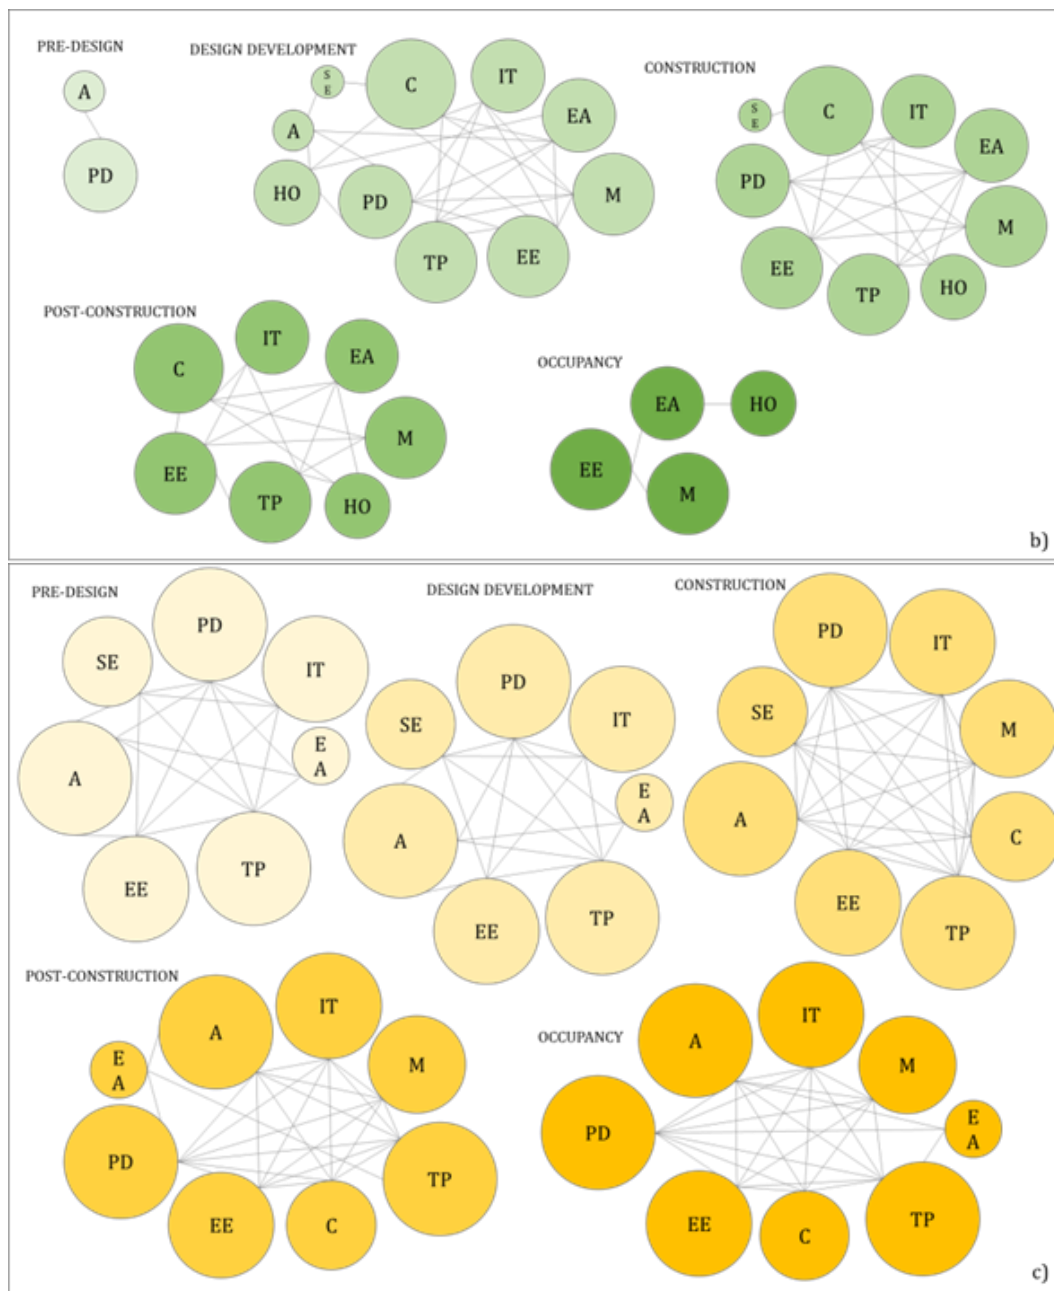 PRE-DESIGN
A
PD
DESIGN DEVELOPMENT
S
E
C
IT
EA
A
HO
PD
M
TP
EE
CONSTRUCTION
S
E
C
IT
EA
PD
M
EE
TP
HO
POST-CONSTRUCTION
C
IT
EA
M
EE
TP
HO
OCCUPANCY
EA
HO
EE
M
b)
PRE-DESIGN
PD
SE
IT
E
A
A
TP
EE
DESIGN DEVELOPMENT
PD
SE
IT
E
A
A
TP
EE
CONSTRUCTION
PD
IT
SE
M
A
C
EE
TP
POST-CONSTRUCTION
A
IT
E
A
M
PD
TP
EE
C
OCCUPANCY
A
IT
M
E
A
PD
EE
C
TP
c)